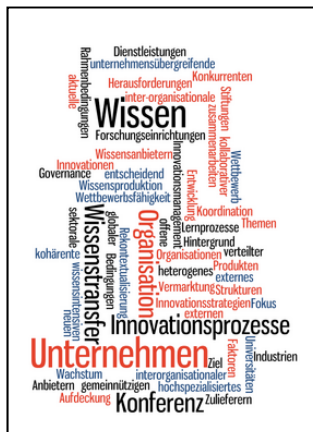 Dienstleistungen
unternehmensübergreifende
Rahmenbedingungen
aktuelle
Konkurrenten
Herausforderungen
inter-organisationale
Stiftungen
kollaborativer
zusammenarbeiten
Wissen
Forschungseinrichtungen
Wissensanbietern
Innovationen
Governance
entscheidend
Wissensproduktion
Wettbewerbsfähigkeit
Innovationsmanagement
Entwicklung
Wettbewerb
Koordination
Themen
Lernprozesse
Hintergrund
offene
Organisation
Organisationen
verteilter
sektorale
Wissenstransfer
globaler
Bedingungen
Rekontextualisierung
kohärente
wissensintensiven
neuen
heterogenes
Produkten
externes
Vermarktung
Strukturen
Innovationsstrategien
Fokus
externen
Innovationsprozesse
Unternehmen
Ziel
Faktoren
Universitäten
Industrien
Wachstum
interorganisationaler
Anbietern
gemeinnützigen
hochspezialisiertes
Aufdeckung
Konferenz
Zulieferern